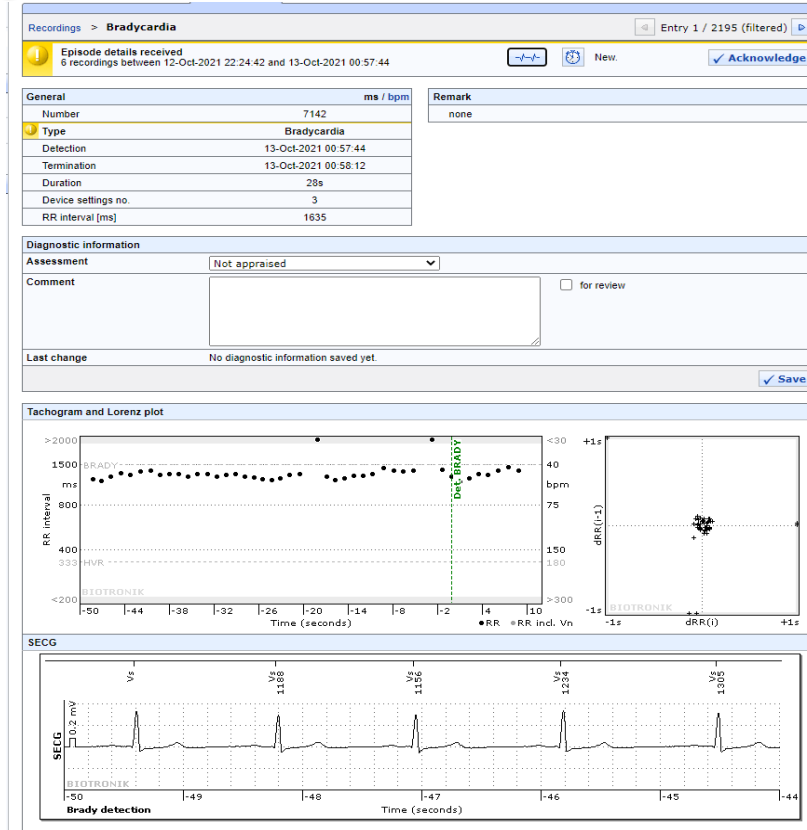 Recordings > Bradycardia
Entry 1 / 2195 (filtered)
Episode details received
6 recordings between 12-Oct-2021 22:24:42 and 13-Oct-2021 00:57:44
New.
Acknowledge
General ms / bpm
Number 7142
Type Bradycardia
Detection 13-Oct-2021 00:57:44
Termination 13-Oct-2021 00:58:12
Duration 28s
Device settings no. 3
RR interval [ms] 1635
Remark
none
Diagnostic information
Assessment Not appraised
Comment
for review
Last change No diagnostic information saved yet.
Save
Tachogram and Lorenz plot
>2000 <30
1500 BRADY 40
ms bpm
800 75
400 150
333 HVR 180
<200 BIOTRONIK >300
RR interval
Det. BRADY
-50 -44 -38 -32 -26 -20 -14 -8 -2 4 10
Time (seconds)
RR RR incl. Vn
+1s
dRR(i-1)
-1s BIOTRONIK
-1s dRR(i) +1s
SECG
Vs Vs Vs Vs Vs
1188 1156 1234 1305
0.2 mV
SECG
BIOTRONIK
-50 -49 -48 -47 -46 -45 -44
Brady detection Time (seconds)